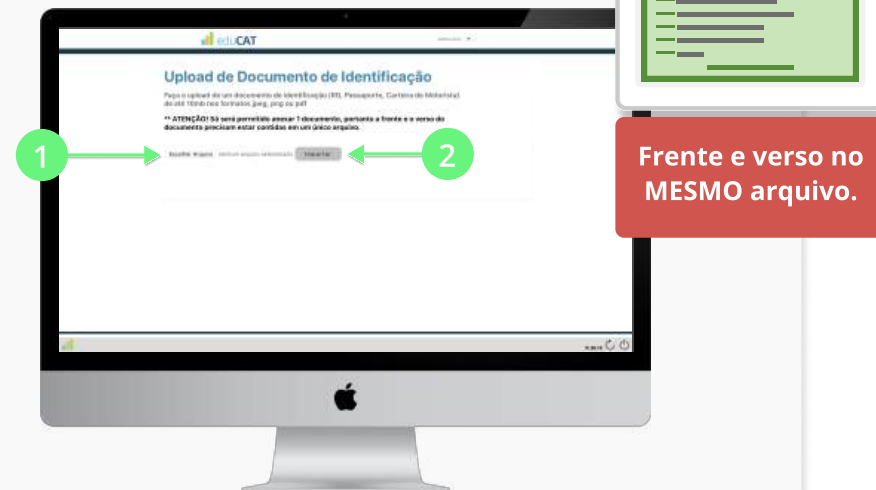 eduCAT
Upload de Documento de Identificação
Faça o upload de um documento de identificação (RG, Passaporte, Carteira de Motorista)
de até 10mb nos formatos jpeg, png ou pdf
** ATENÇÃO! Só será permitido anexar 1 documento, portanto a frente e o verso do
documento precisam estar contidas em um único arquivo.
1
Escolher Arquivo Nenhum arquivo selecionado Importar
2
Frente e verso no
MESMO arquivo.